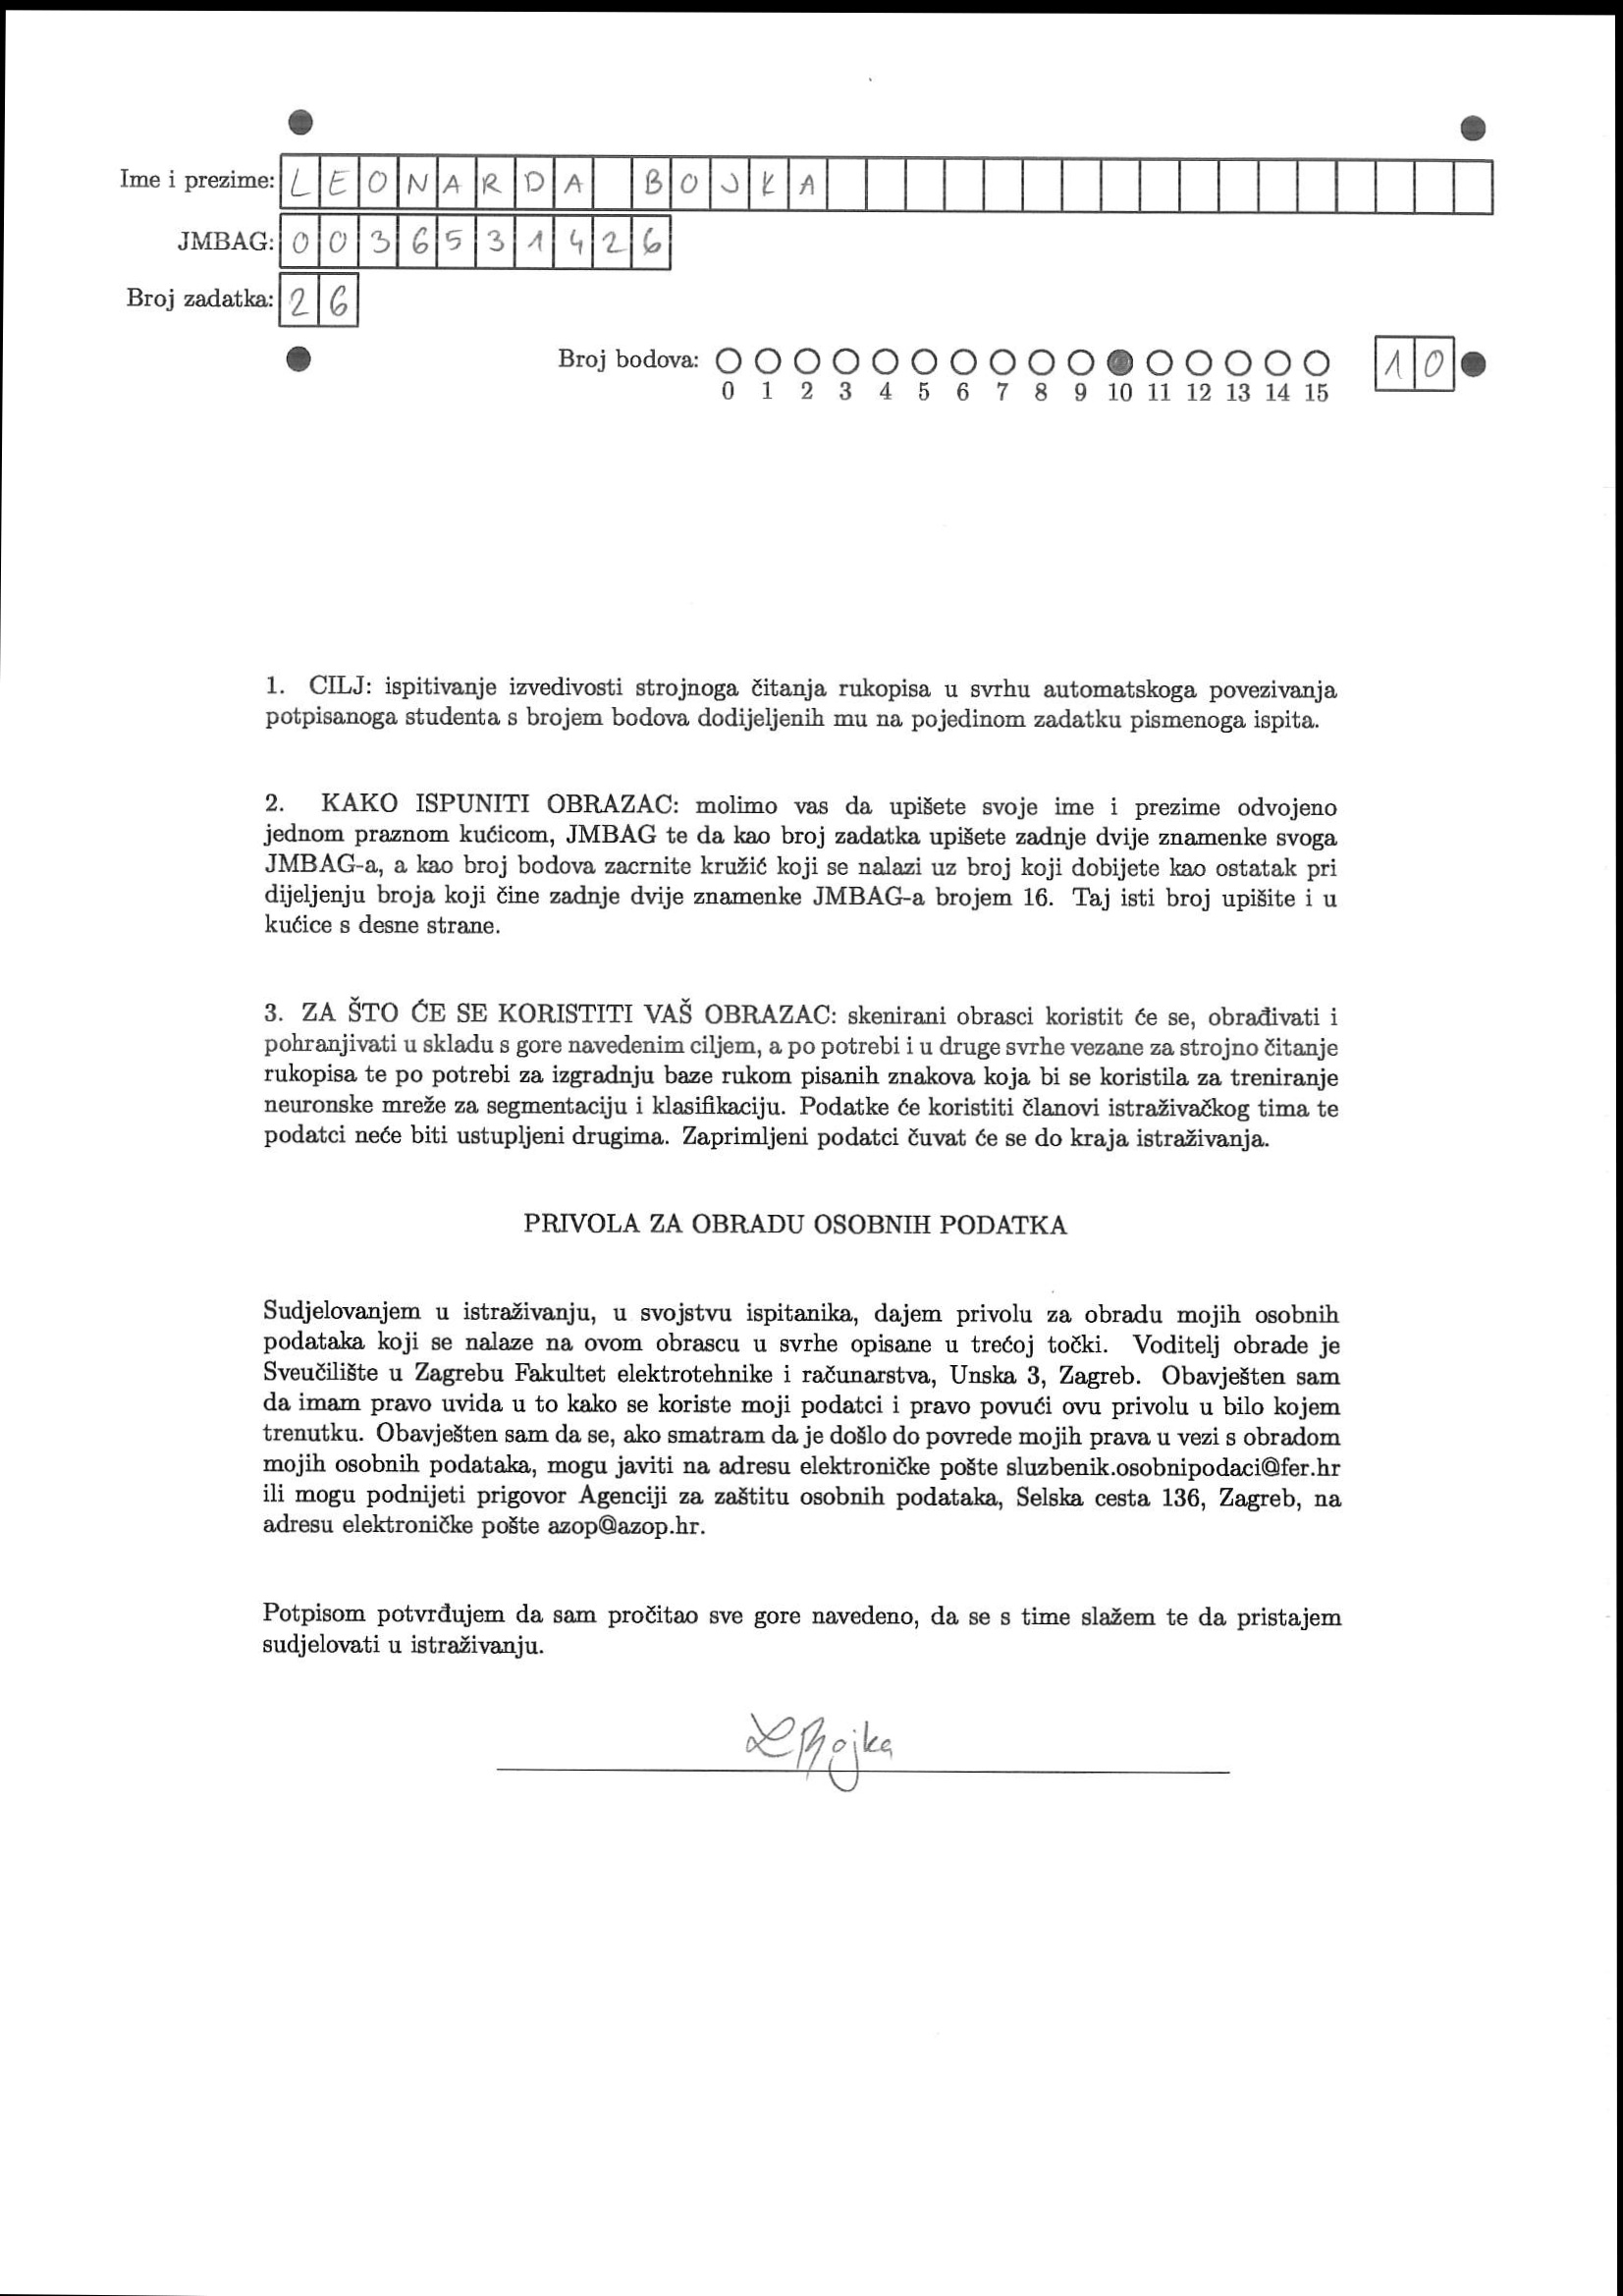 Ime i prezime: LEONARDA BOJKA
JMBAG: 0036531426
Broj zadatka: 26
Broj bodova: 10
0 1 2 3 4 5 6 7 8 9 10 11 12 13 14 15
1. CILJ: ispitivanje izvedivosti strojnoga čitanja rukopisa u svrhu automatskoga povezivanja
potpisanoga studenta s brojem bodova dodijeljenih mu na pojedinom zadatku pismenoga ispita.
2. KAKO ISPUNITI OBRAZAC: molimo vas da upišete svoje ime i prezime odvojeno
jednom praznom kućicom, JMBAG te da kao broj zadatka upišete zadnje dvije znamenke svoga
JMBAG-a, a kao broj bodova zacrnite kružić koji se nalazi uz broj koji dobijete kao ostatak pri
dijeljenju broja koji čine zadnje dvije znamenke JMBAG-a brojem 16. Taj isti broj upišite i u
kućice s desne strane.
3. ZA ŠTO ĆE SE KORISTITI VAŠ OBRAZAC: skenirani obrasci koristit će se, obrađivati i
pohranjivati u skladu s gore navedenim ciljem, a po potrebi i u druge svrhe vezane za strojno čitanje
rukopisa te po potrebi za izgradnju baze rukom pisanih znakova koja bi se koristila za treniranje
neuronske mreže za segmentaciju i klasifikaciju. Podatke će koristiti članovi istraživačkog tima te
podatci neće biti ustupljeni drugima. Zaprimljeni podatci čuvat će se do kraja istraživanja.
PRIVOLA ZA OBRADU OSOBNIH PODATKA
Sudjelovanjem u istraživanju, u svojstvu ispitanika, dajem privolu za obradu mojih osobnih
podataka koji se nalaze na ovom obrascu u svrhe opisane u trećoj točki. Voditelj obrade je
Sveučilište u Zagrebu Fakultet elektrotehnike i računarstva, Unska 3, Zagreb. Obavješten sam
da imam pravo uvida u to kako se koriste moji podatci i pravo povući ovu privolu u bilo kojem
trenutku. Obavješten sam da se, ako smatram da je došlo do povrede mojih prava u vezi s obradom
mojih osobnih podataka, mogu javiti na adresu elektroničke pošte sluzbenik.osobnipodaci@fer.hr
ili mogu podnijeti prigovor Agenciji za zaštitu osobnih podataka, Selska cesta 136, Zagreb, na
adresu elektroničke pošte azop@azop.hr.
Potpisom potvrđujem da sam pročitao sve gore navedeno, da se s time slažem te da pristajem
sudjelovati u istraživanju.
LBojka